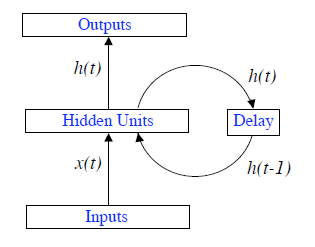 Outputs
h(t)
h(t)
Hidden Units
Delay
x(t)
h(t-1)
Inputs